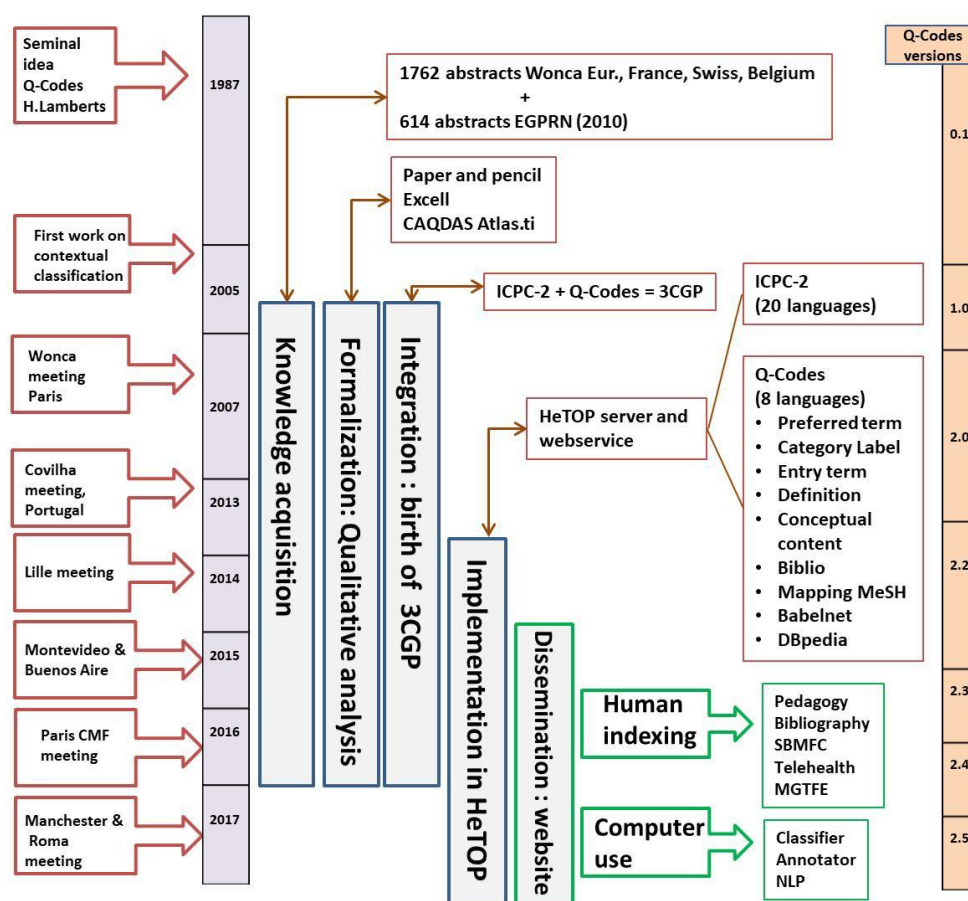 Seminal
idea
Q-Codes
H.Lamberts
First work on
contextual
classification
Wonca
meeting
Paris
Covilha
meeting,
Portugal
Lille meeting
Montevideo &
Buenos Aire
Paris CMF
meeting
Manchester &
Roma
meeting
1987
2005
2007
2013
2014
2015
2016
2017
1762 abstracts Wonca Eur., France, Swiss, Belgium
+
614 abstracts EGPRN (2010)
Paper and pencil
Excell
CAQDAS Atlas.ti
ICPC-2 + Q-Codes = 3CGP
HeTOP server and
webservice
ICPC-2
(20 languages)
Q-Codes
(8 languages)
• Preferred term
• Category Label
• Entry term
• Definition
• Conceptual
content
• Biblio
• Mapping MeSH
• Babelnet
• DBpedia
Knowledge acquisition
Formalization: Qualitative analysis
Integration : birth of 3CGP
Implementation in HeTOP
Dissemination : website
Human
indexing
Pedagogy
Bibliography
SBMFC
Telehealth
MGTFE
Computer
use
Classifier
Annotator
NLP
Q-Codes
versions
0.1
1.0
2.0
2.2
2.3
2.4
2.5